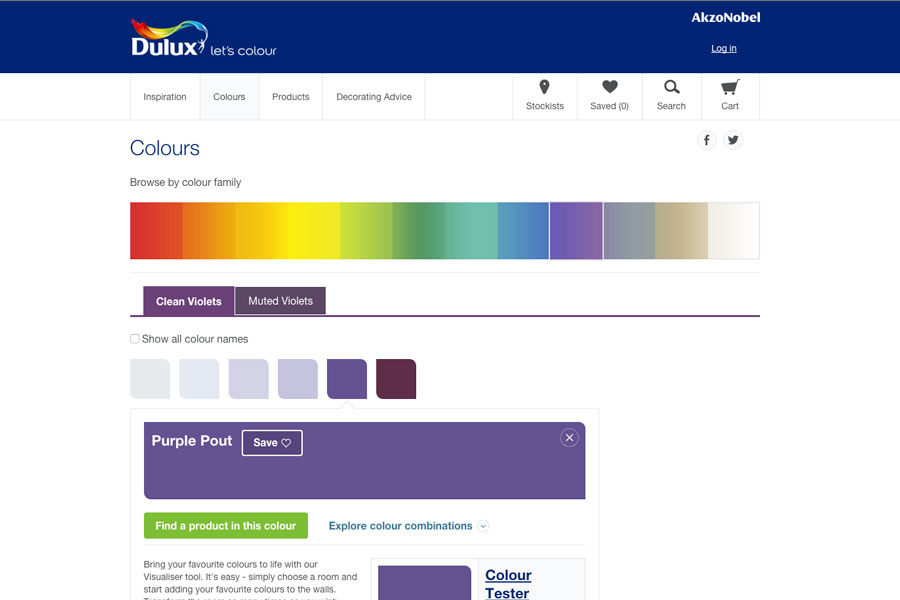 AkzoNobel
Dulux let's colour
Log in
Inspiration
Colours
Products
Decorating Advice
Stockists
Saved (0)
Search
Cart
Colours
Browse by colour family
Clean Violets
Muted Violets
Show all colour names
Purple Pout
Save
Find a product in this colour
Explore colour combinations
Bring your favourite colours to life with our
Visualiser tool. It's easy - simply choose a room and
start adding your favourite colours to the walls.
Colour
Tester